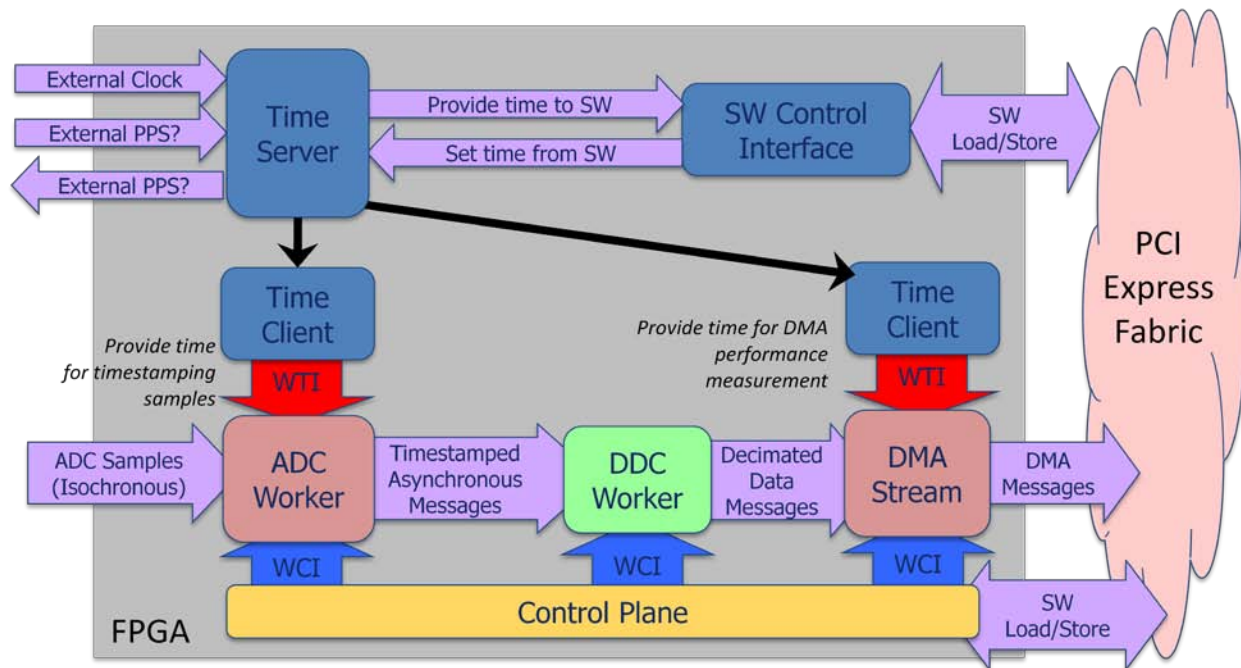 External Clock
External PPS?
External PPS?
Time
Server
Provide time to SW
Set time from SW
SW Control
Interface
SW
Load/Store
PCI
Express
Fabric
Time
Client
Provide time
for timestamping
samples
WTI
Time
Client
Provide time for DMA
performance
measurement
WTI
ADC Samples
(Isochronous)
ADC
Worker
Timestamped
Asynchronous
Messages
DDC
Worker
Decimated
Data
Messages
DMA
Stream
DMA
Messages
WCI
WCI
WCI
Control Plane
SW
Load/Store
FPGA